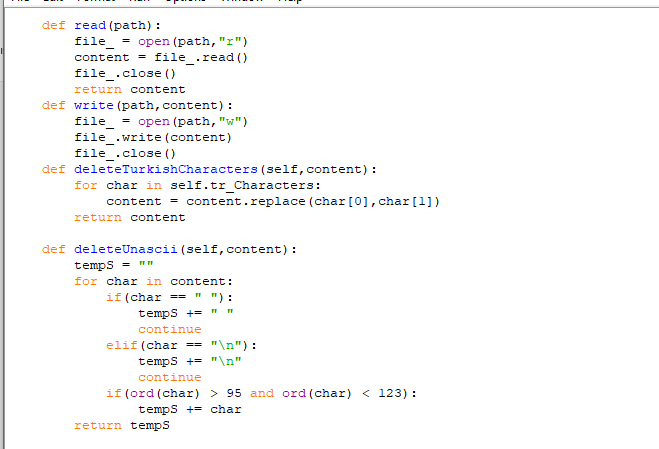 def read(path):
file_ = open(path,"r")
content = file_.read()
file_.close()
return content
def write(path,content):
file_ = open(path,"w")
file_.write(content)
file_.close()
def deleteTurkishCharacters(self,content):
for char in self.tr_Characters:
content = content.replace(char[0],char[1])
return content
def deleteUnascii(self,content):
tempS = ""
for char in content:
if(char == " "):
tempS += " "
continue
elif(char == "\n"):
tempS += "\n"
continue
if(ord(char) > 95 and ord(char) < 123):
tempS += char
return tempS